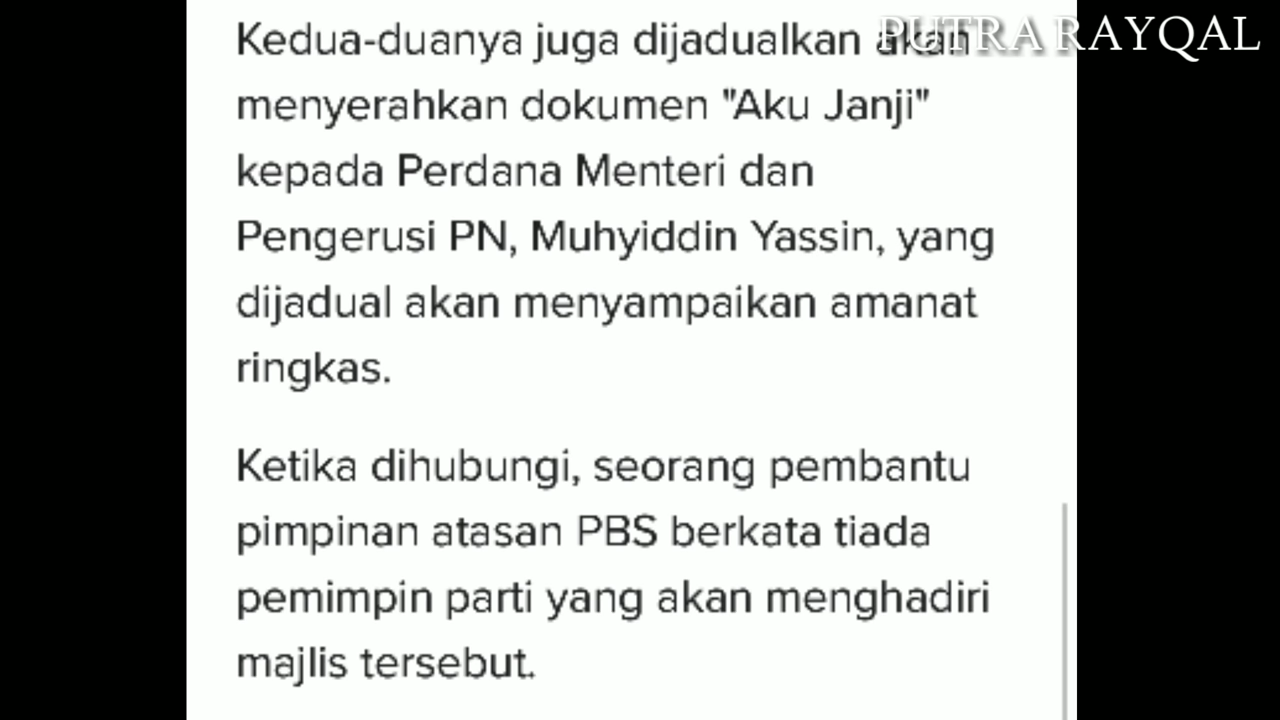 PUTRA RAYQAL
Kedua-duanya juga dijadualkan akan
menyerahkan dokumen "Aku Janji"
kepada Perdana Menteri dan
Pengerusi PN, Muhyiddin Yassin, yang
dijadual akan menyampaikan amanat
ringkas.
Ketika dihubungi, seorang pembantu
pimpinan atasan PBS berkata tiada
pemimpin parti yang akan menghadiri
majlis tersebut.